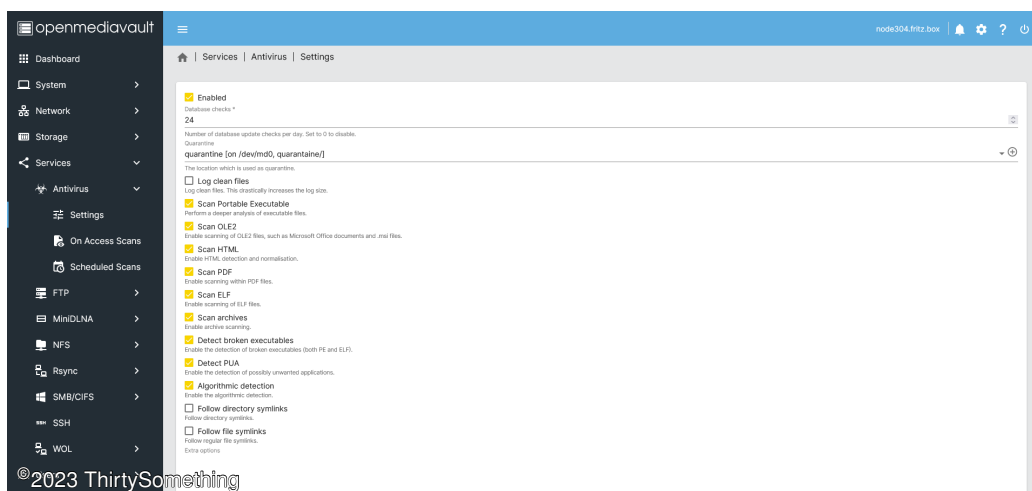 openmediavault
node304.fritz.box
Dashboard
System
Network
Storage
Services
Antivirus
Settings
On Access Scans
Scheduled Scans
FTP
MiniDLNA
NFS
Rsync
SMB/CIFS
SSH SSH
WOL
| Services | Antivirus | Settings
Enabled
Database checks *
24
Number of database update checks per day. Set to 0 to disable.
Quarantine
quarantine [on /dev/md0, quarantaine/]
The location which is used as quarantine.
Log clean files
Log clean files. This drastically increases the log size.
Scan Portable Executable
Perform a deeper analysis of executable files.
Scan OLE2
Enable scanning of OLE2 files, such as Microsoft Office documents and .msi files.
Scan HTML
Enable HTML detection and normalisation.
Scan PDF
Enable scanning within PDF files.
Scan ELF
Enable scanning of ELF files.
Scan archives
Enable archive scanning.
Detect broken executables
Enable the detection of broken executables (both PE and ELF).
Detect PUA
Enable the detection of possibly unwanted applications.
Algorithmic detection
Enable the algorithmic detection.
Follow directory symlinks
Follow directory symlinks.
Follow file symlinks
Follow regular file symlinks.
Extra options
©2023 ThirtySomething